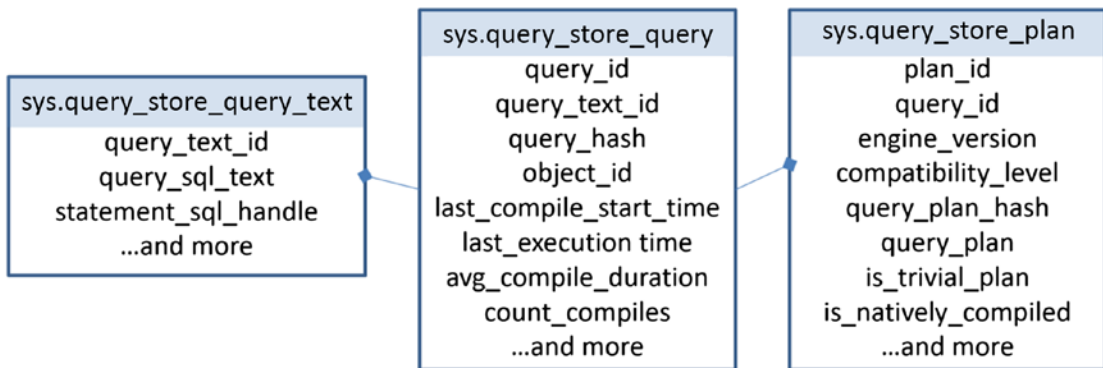 sys.query_store_query_text
query_text_id
query_sql_text
statement_sql_handle
...and more
sys.query_store_query
query_id
query_text_id
query_hash
object_id
last_compile_start_time
last_execution time
avg_compile_duration
count_compiles
...and more
sys.query_store_plan
plan_id
query_id
engine_version
compatibility_level
query_plan_hash
query_plan
is_trivial_plan
is_natively_compiled
...and more